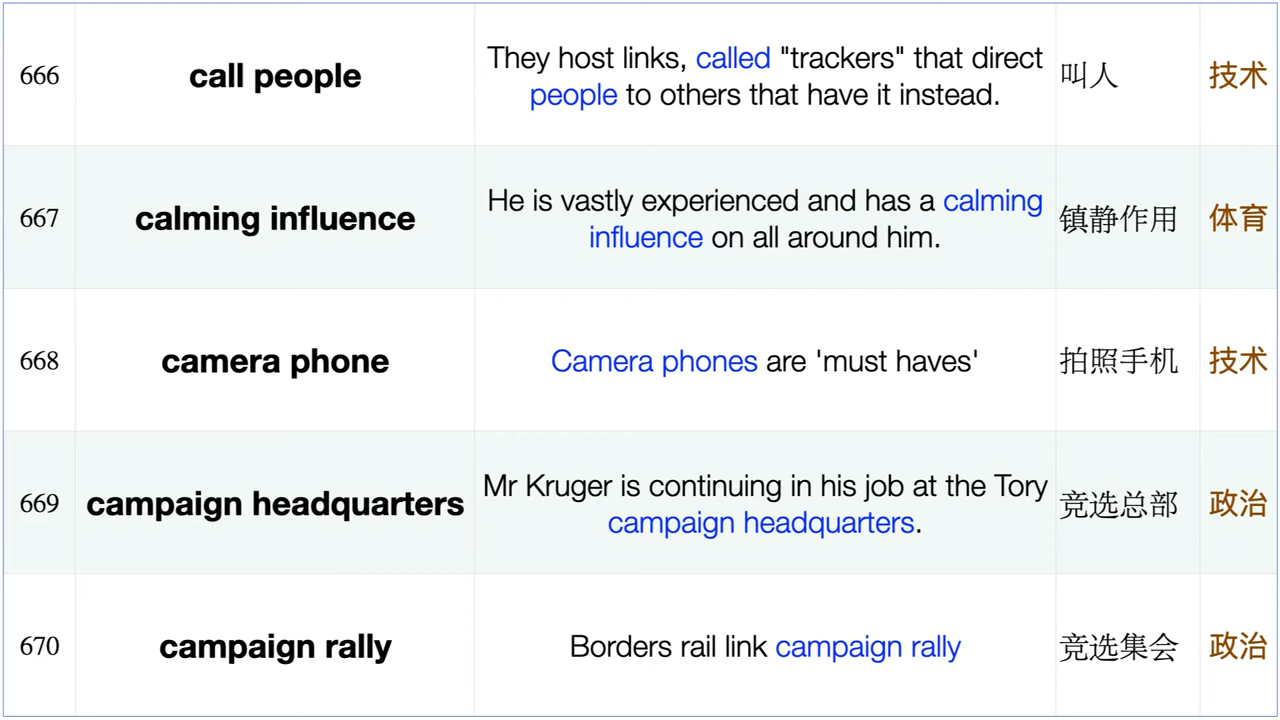 666
call people
They host links, called "trackers" that direct
people to others that have it instead.
叫人
技术
667
calming influence
He is vastly experienced and has a calming
influence on all around him.
镇静作用
体育
668
camera phone
Camera phones are 'must haves'
拍照手机
技术
669
campaign headquarters
Mr Kruger is continuing in his job at the Tory
campaign headquarters.
竞选总部
政治
670
campaign rally
Borders rail link campaign rally
竞选集会
政治